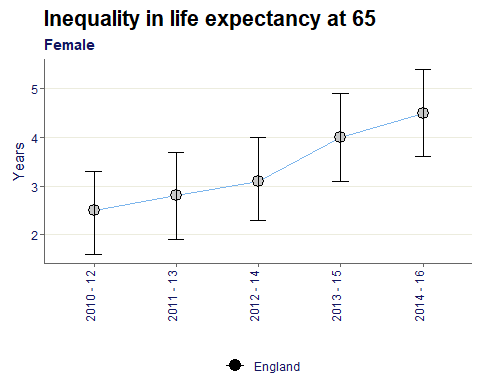 Inequality in life expectancy at 65
Female
Years
5
4
3
2
2010 - 12
2011 - 13
2012 - 14
2013 - 15
2014 - 16
England